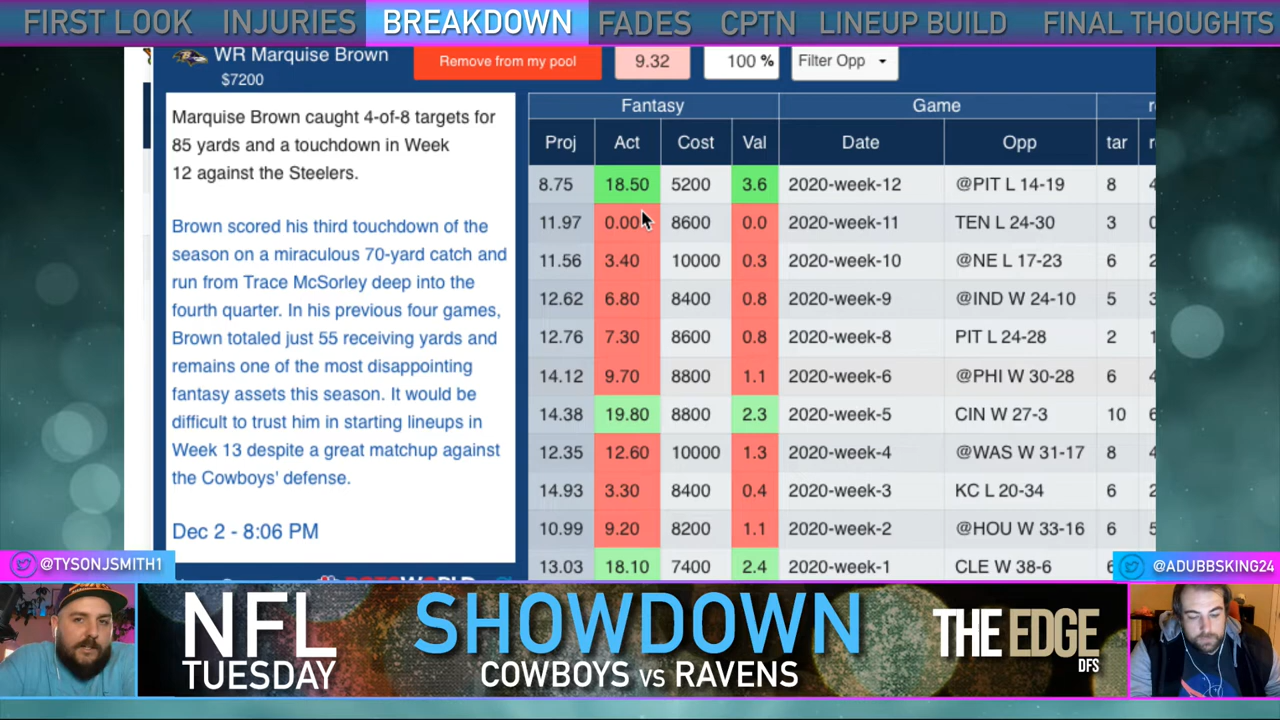 FIRST LOOK INJURIES BREAKDOWN FADES CPTN LINEUP BUILD FINAL THOUGHTS
WR Marquise Brown
$7200
Remove from my pool 9.32 100 % Filter Opp
Marquise Brown caught 4-of-8 targets for
85 yards and a touchdown in Week
12 against the Steelers.
Brown scored his third touchdown of the
season on a miraculous 70-yard catch and
run from Trace McSorley deep into the
fourth quarter. In his previous four games,
Brown totaled just 55 receiving yards and
remains one of the most disappointing
fantasy assets this season. It would be
difficult to trust him in starting lineups in
Week 13 despite a great matchup against
the Cowboys' defense.
Dec 2 - 8:06 PM
Fantasy Game
Proj Act Cost Val Date Opp tar
8.75 18.50 5200 3.6 2020-week-12 @PIT L 14-19 8
11.97 0.00 8600 0.0 2020-week-11 TEN L 24-30 3
11.56 3.40 10000 0.3 2020-week-10 @NE L 17-23 6
12.62 6.80 8400 0.8 2020-week-9 @IND W 24-10 5
12.76 7.30 8600 0.8 2020-week-8 PIT L 24-28 2
14.12 9.70 8800 1.1 2020-week-6 @PHI W 30-28 6
14.38 19.80 8800 2.3 2020-week-5 CIN W 27-3 10
12.35 12.60 10000 1.3 2020-week-4 @WAS W 31-17 8
14.93 3.30 8400 0.4 2020-week-3 KC L 20-34 6
10.99 9.20 8200 1.1 2020-week-2 @HOU W 33-16 6
13.03 18.10 7400 2.4 2020-week-1 CLE W 38-6
@TYSONJSMITH1
@ADUBBSKING24
NFL
TUESDAY
SHOWDOWN
COWBOYS vs RAVENS
THE EDGE
DFS